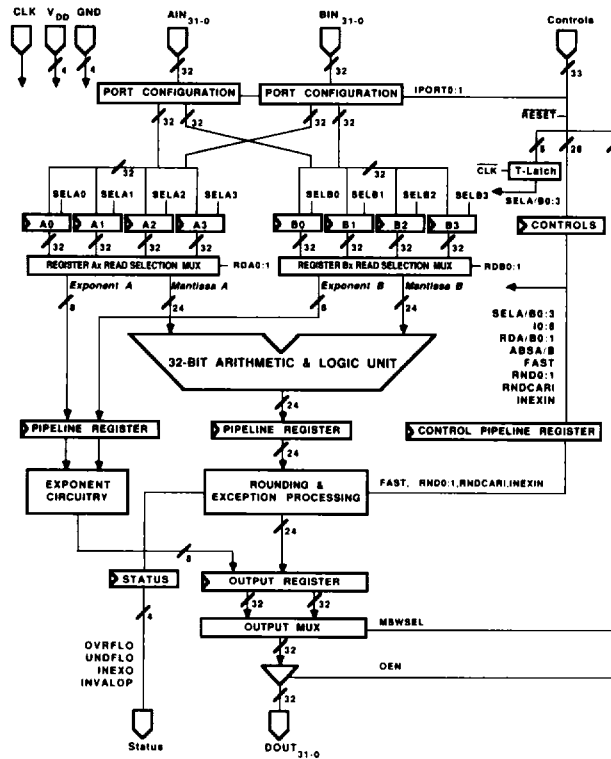 CLK VDD GND AIN31-0 BIN31-0 Controls
4 4 32 32 33
PORT CONFIGURATION PORT CONFIGURATION IPORT0:1
32 32 32 32
RESET
32 32 5 28
CLK T-Latch
SELA0 SELA1 SELA2 SELA3 SELB0 SELB1 SELB2 SELB3 SELA/B0:3
A0 A1 A2 A3 B0 B1 B2 B3 CONTROLS
32 32 32 32 32 32 32 32
REGISTER Ax READ SELECTION MUX RDA0:1 REGISTER Bx READ SELECTION MUX RDB0:1
Exponent A Mantissa A Exponent B Mantissa B
8 24 8 24
SELA/B0:3
I0:8
RDA/B0:1
ABSA/B
FAST
RND0:1
RNDCARI
INEXIN
32-BIT ARITHMETIC & LOGIC UNIT
24
PIPELINE REGISTER PIPELINE REGISTER CONTROL PIPELINE REGISTER
24
EXPONENT
CIRCUITRY
ROUNDING &
EXCEPTION PROCESSING
FAST, RND0:1,RNDCARI,INEXIN
24
8
STATUS OUTPUT REGISTER
4 32 32
OUTPUT MUX MSWSEL
OVRFLO
UNDFLO
INEXO
INVALOP
32
OEN
32
Status DOUT31-0